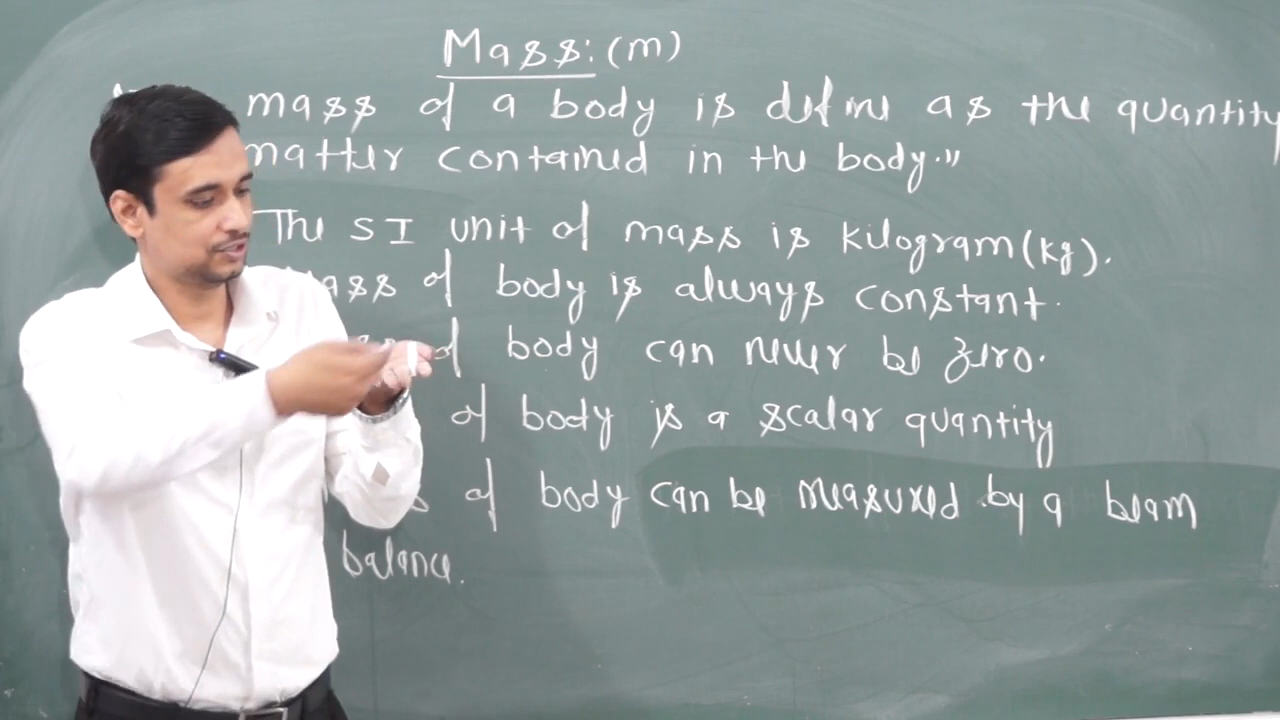 Mass:(m)
mass of a body is define as the quantity
matter contained in the body."
The SI unit of mass is kilogram(kg).
Mass of body is always constant.
of body can never be zero.
of body is a scalar quantity
of body can be measured by a beam
balance.